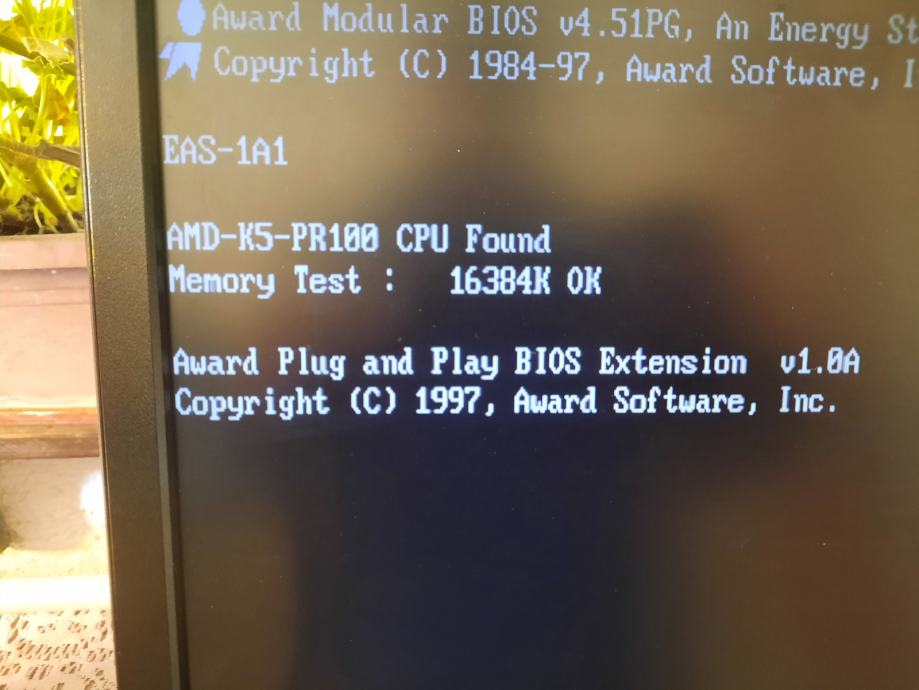 Award Modular BIOS v4.51PG, An Energy St
Copyright (C) 1984-97, Award Software, I
EAS-1A1
AMD-K5-PR100 CPU Found
Memory Test :   16384K OK
Award Plug and Play BIOS Extension  v1.0A
Copyright (C) 1997, Award Software, Inc.